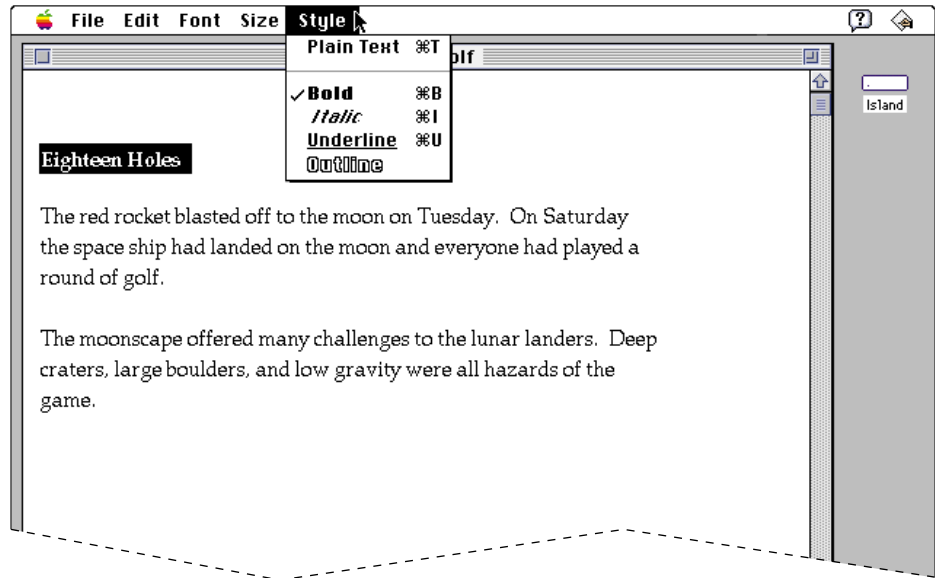 File Edit Font Size Style
Plain Text ⌘T
olf
✓Bold ⌘B
Italic ⌘I
Underline ⌘U
Outline
Island
Eighteen Holes
The red rocket blasted off to the moon on Tuesday.  On Saturday
the space ship had landed on the moon and everyone had played a
round of golf.
The moonscape offered many challenges to the lunar landers.  Deep
craters, large boulders, and low gravity were all hazards of the
game.